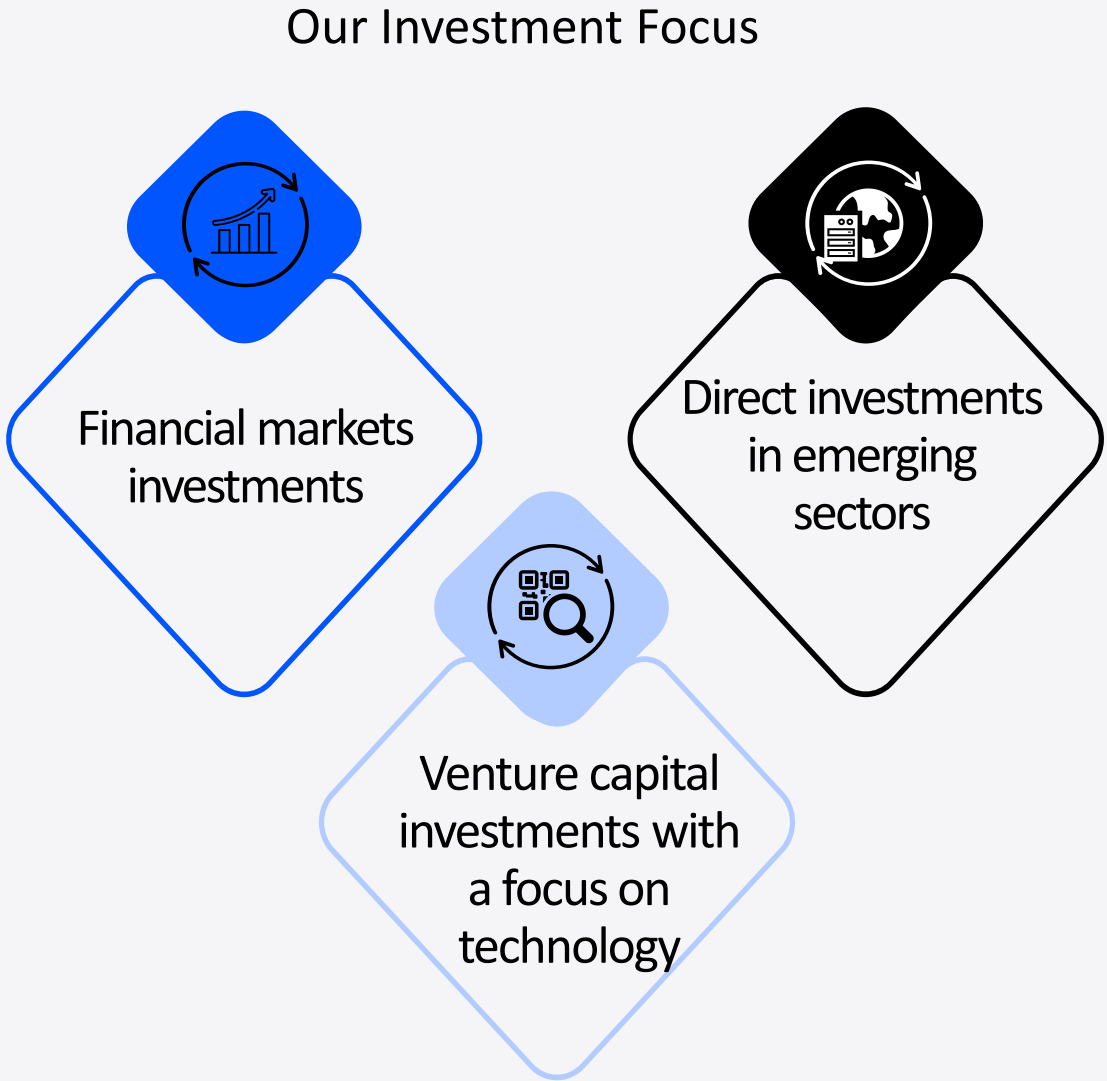 Our Investment Focus
Financial markets
investments
Direct investments
in emerging
sectors
Venture capital
investments with
a focus on
technology